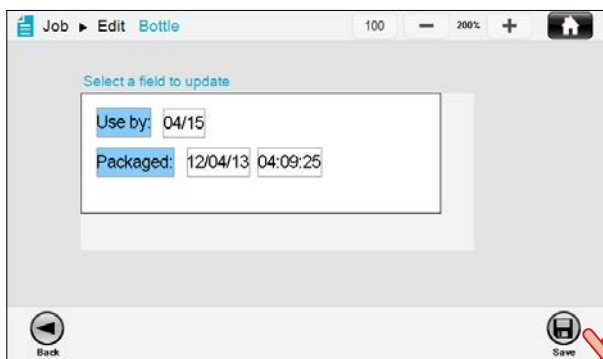 Job ▶ Edit Bottle 100 — 200% +
Select a field to update
Use by: 04/15
Packaged: 12/04/13 04:09:25
Back Save